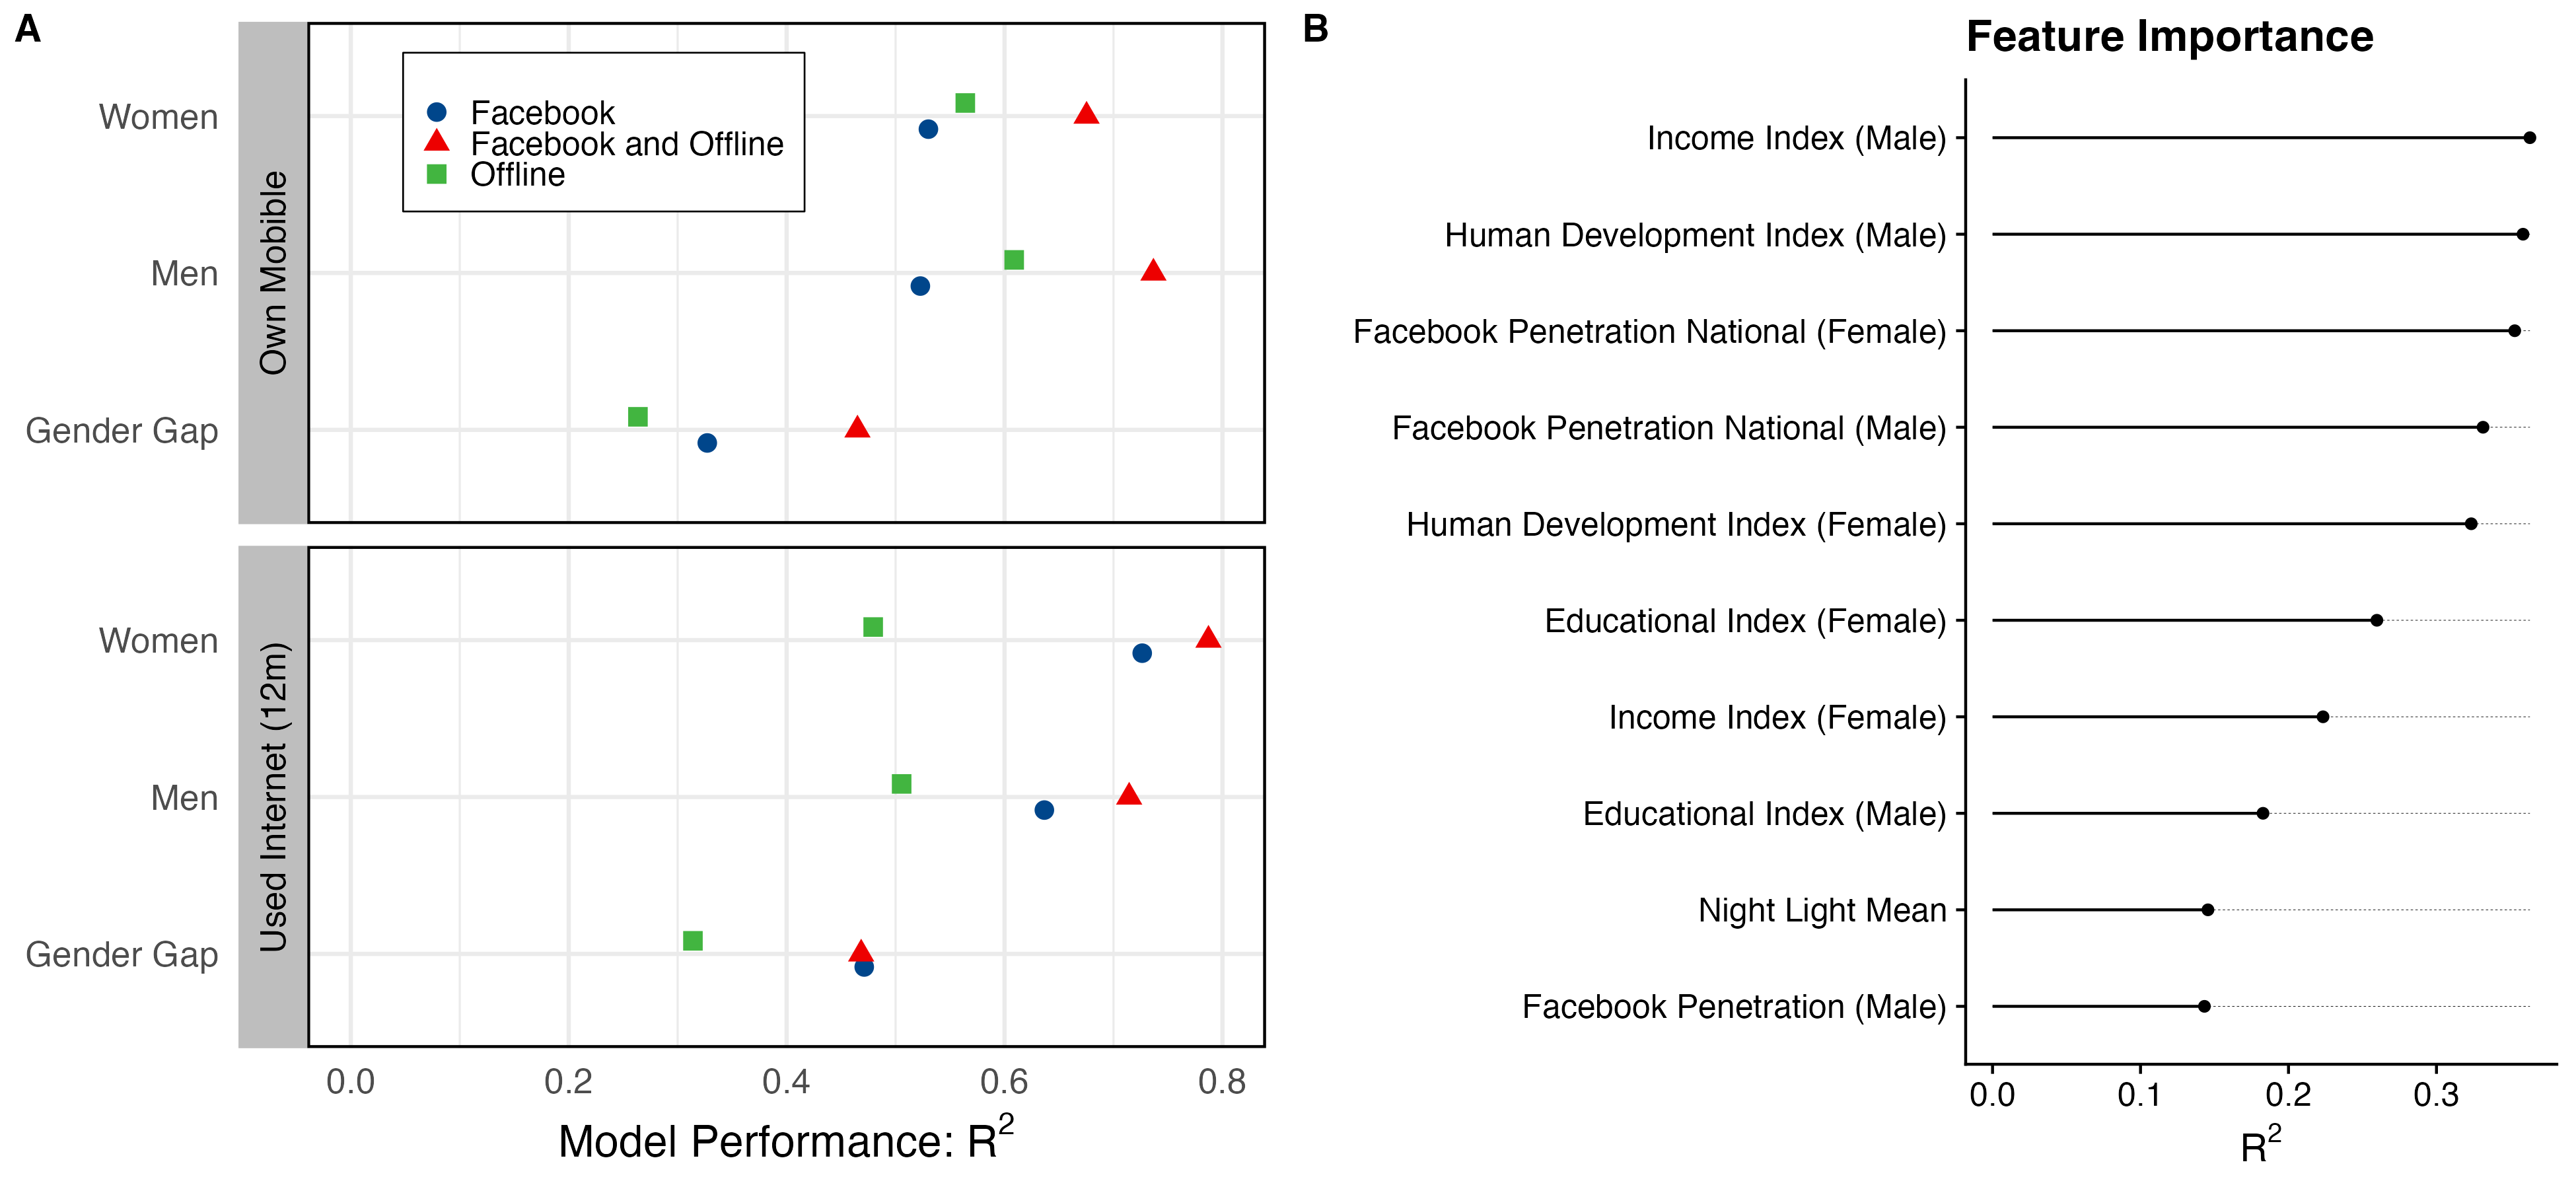 A
Own Mobible
Women
Men
Gender Gap
Facebook
Facebook and Offline
Offline
Used Internet (12m)
Women
Men
Gender Gap
0.0 0.2 0.4 0.6 0.8
Model Performance: R²
B
Feature Importance
Income Index (Male)
Human Development Index (Male)
Facebook Penetration National (Female)
Facebook Penetration National (Male)
Human Development Index (Female)
Educational Index (Female)
Income Index (Female)
Educational Index (Male)
Night Light Mean
Facebook Penetration (Male)
0.0 0.1 0.2 0.3
R²